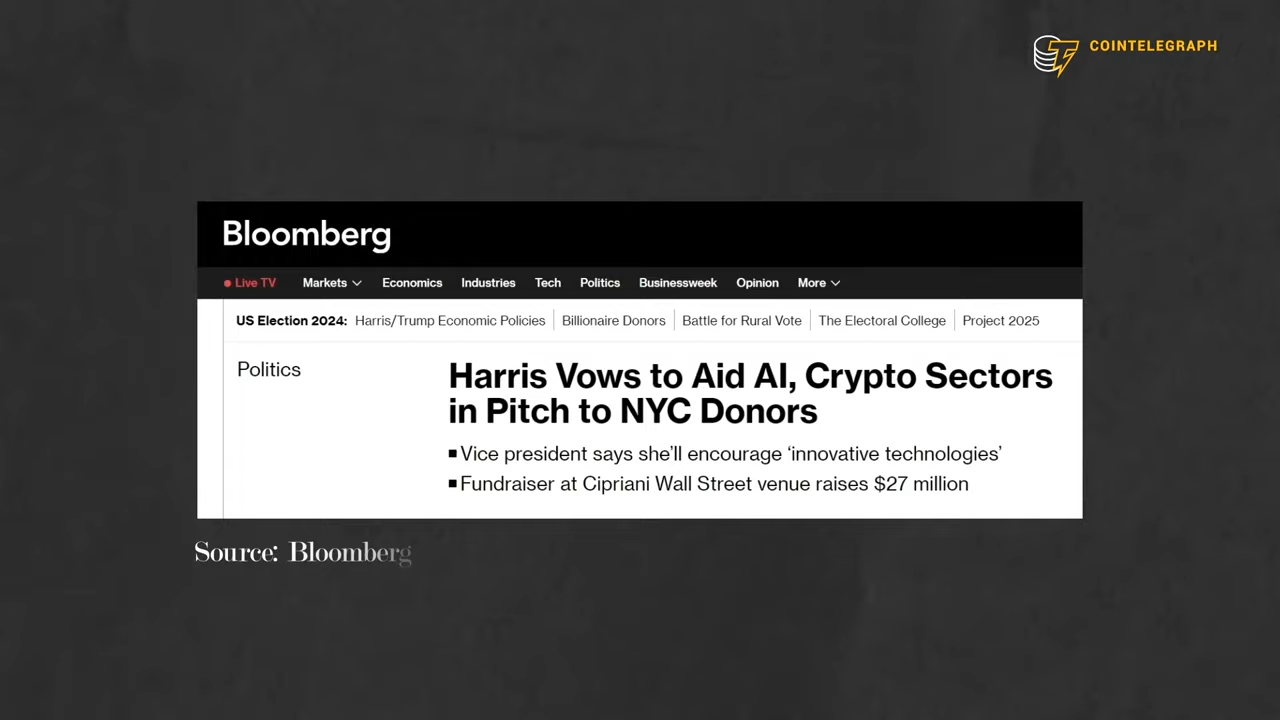 COINTELEGRAPH
Bloomberg
Live TV Markets Economics Industries Tech Politics Businessweek Opinion More
US Election 2024: Harris/Trump Economic Policies Billionaire Donors Battle for Rural Vote The Electoral College Project 2025
Politics
Harris Vows to Aid AI, Crypto Sectors
in Pitch to NYC Donors
Vice president says she'll encourage ‘innovative technologies’
Fundraiser at Cipriani Wall Street venue raises $27 million
Source: Bloomberg